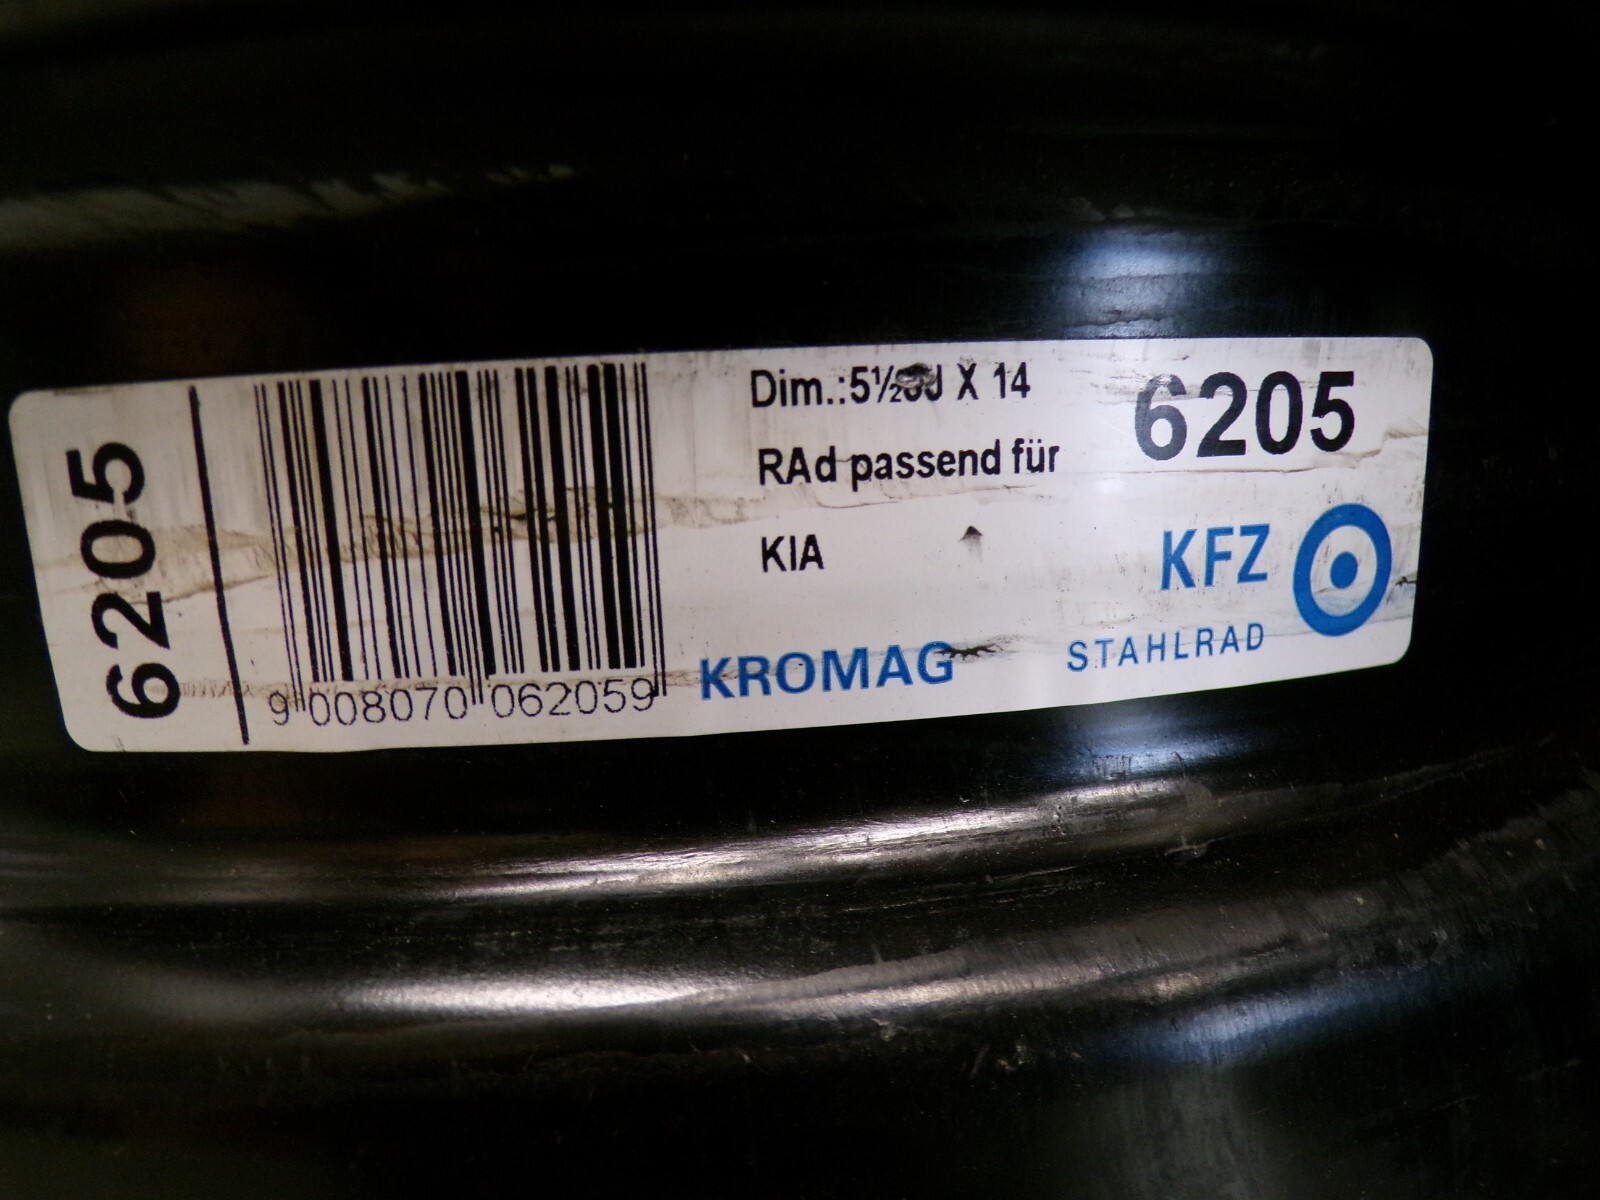 6205
9 008070 062059
Dim.: X 14
RAd passend für
KIA
KROMAG
6205
KFZ
STAHLRAD